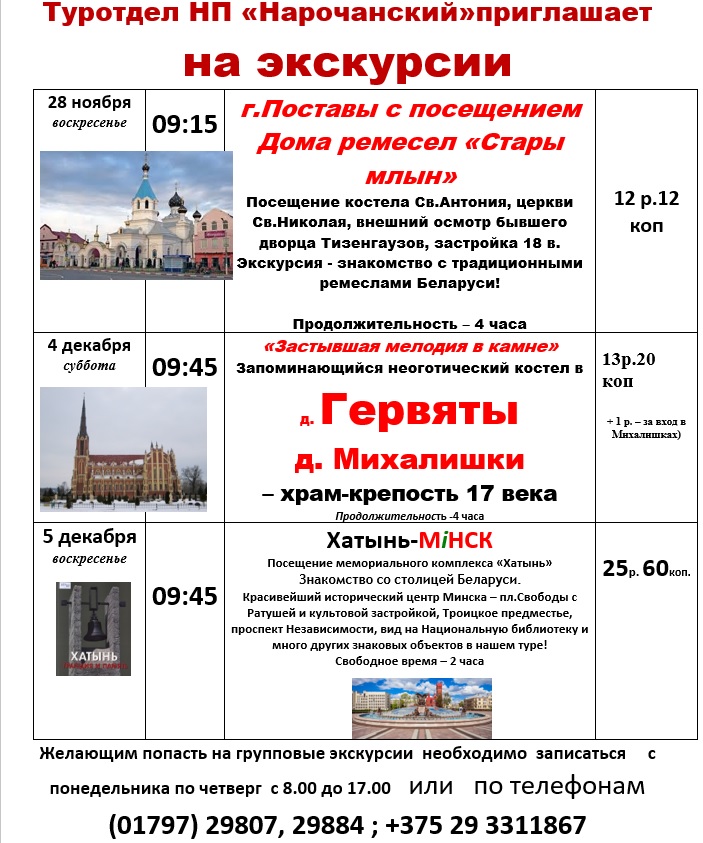 Туротдел НП «Нарочанский»приглашает
на экскурсии
28 ноября
воскресенье
09:15
г.Поставы с посещением
Дома ремесел «Стары
млын»
Посещение костела Св.Антония, церкви
Св.Николая, внешний осмотр бывшего
дворца Тизенгаузов, застройка 18 в.
Экскурсия - знакомство с традиционными
ремеслами Беларуси!
Продолжительность – 4 часа
12 р.12
коп
4 декабря
суббота
09:45
«Застывшая мелодия в камне»
Запоминающийся неоготический костел в
д. Гервяты
д. Михалишки
– храм-крепость 17 века
Продолжительность -4 часа
13р.20
коп
+ 1 р. – за вход в
Михалишках)
5 декабря
воскресенье
ХАТЫНЬ
09:45
Хатынь-МiНСК
Посещение мемориального комплекса «Хатынь»
Знакомство со столицей Беларуси.
Красивейший исторический центр Минска – пл.Свободы с
Ратушей и культовой застройкой, Троицкое предместье,
проспект Независимости, вид на Национальную библиотеку и
много других знаковых объектов в нашем туре!
Свободное время – 2 часа
25р. 60коп.
Желающим попасть на групповые экскурсии необходимо записаться с
понедельника по четверг с 8.00 до 17.00 или по телефонам
(01797) 29807, 29884 ; +375 29 3311867